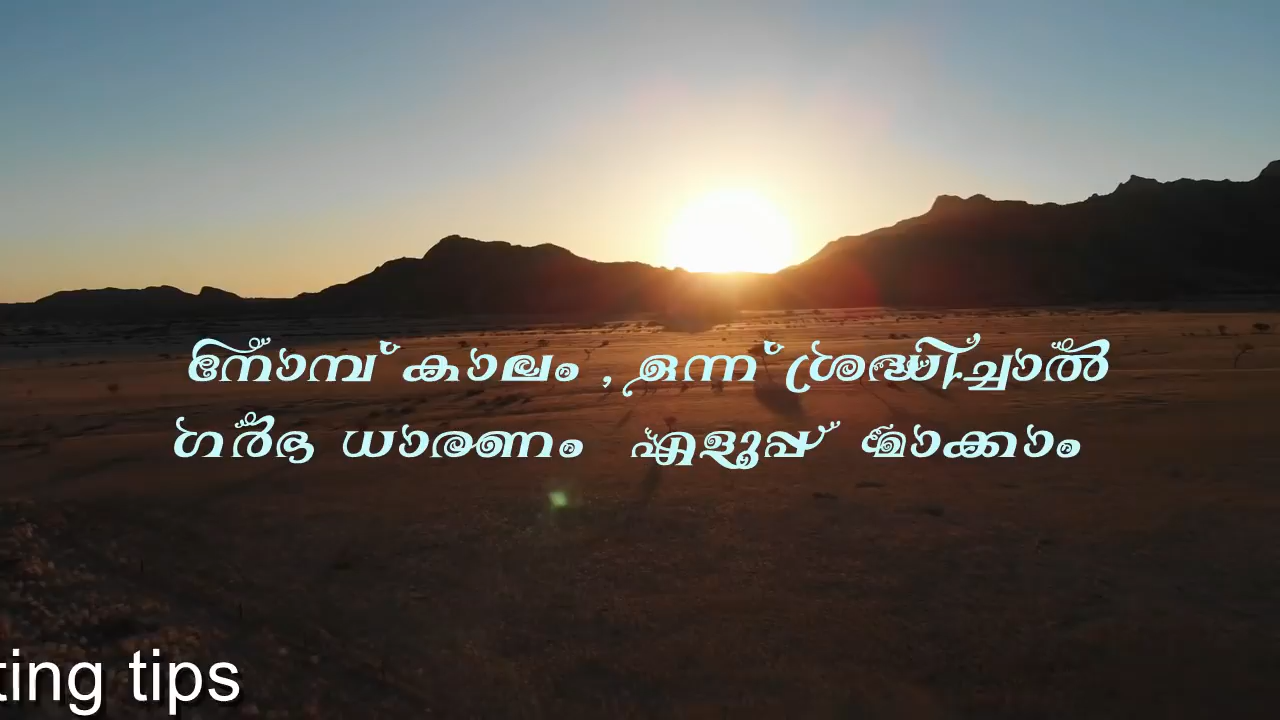 നോമ്പ് കാലം , ഒന്ന് ശ്രദ്ധിച്ചാൽ
ഗർഭ ധാരണം എളുപ്പ് മാക്കാം
ting tips